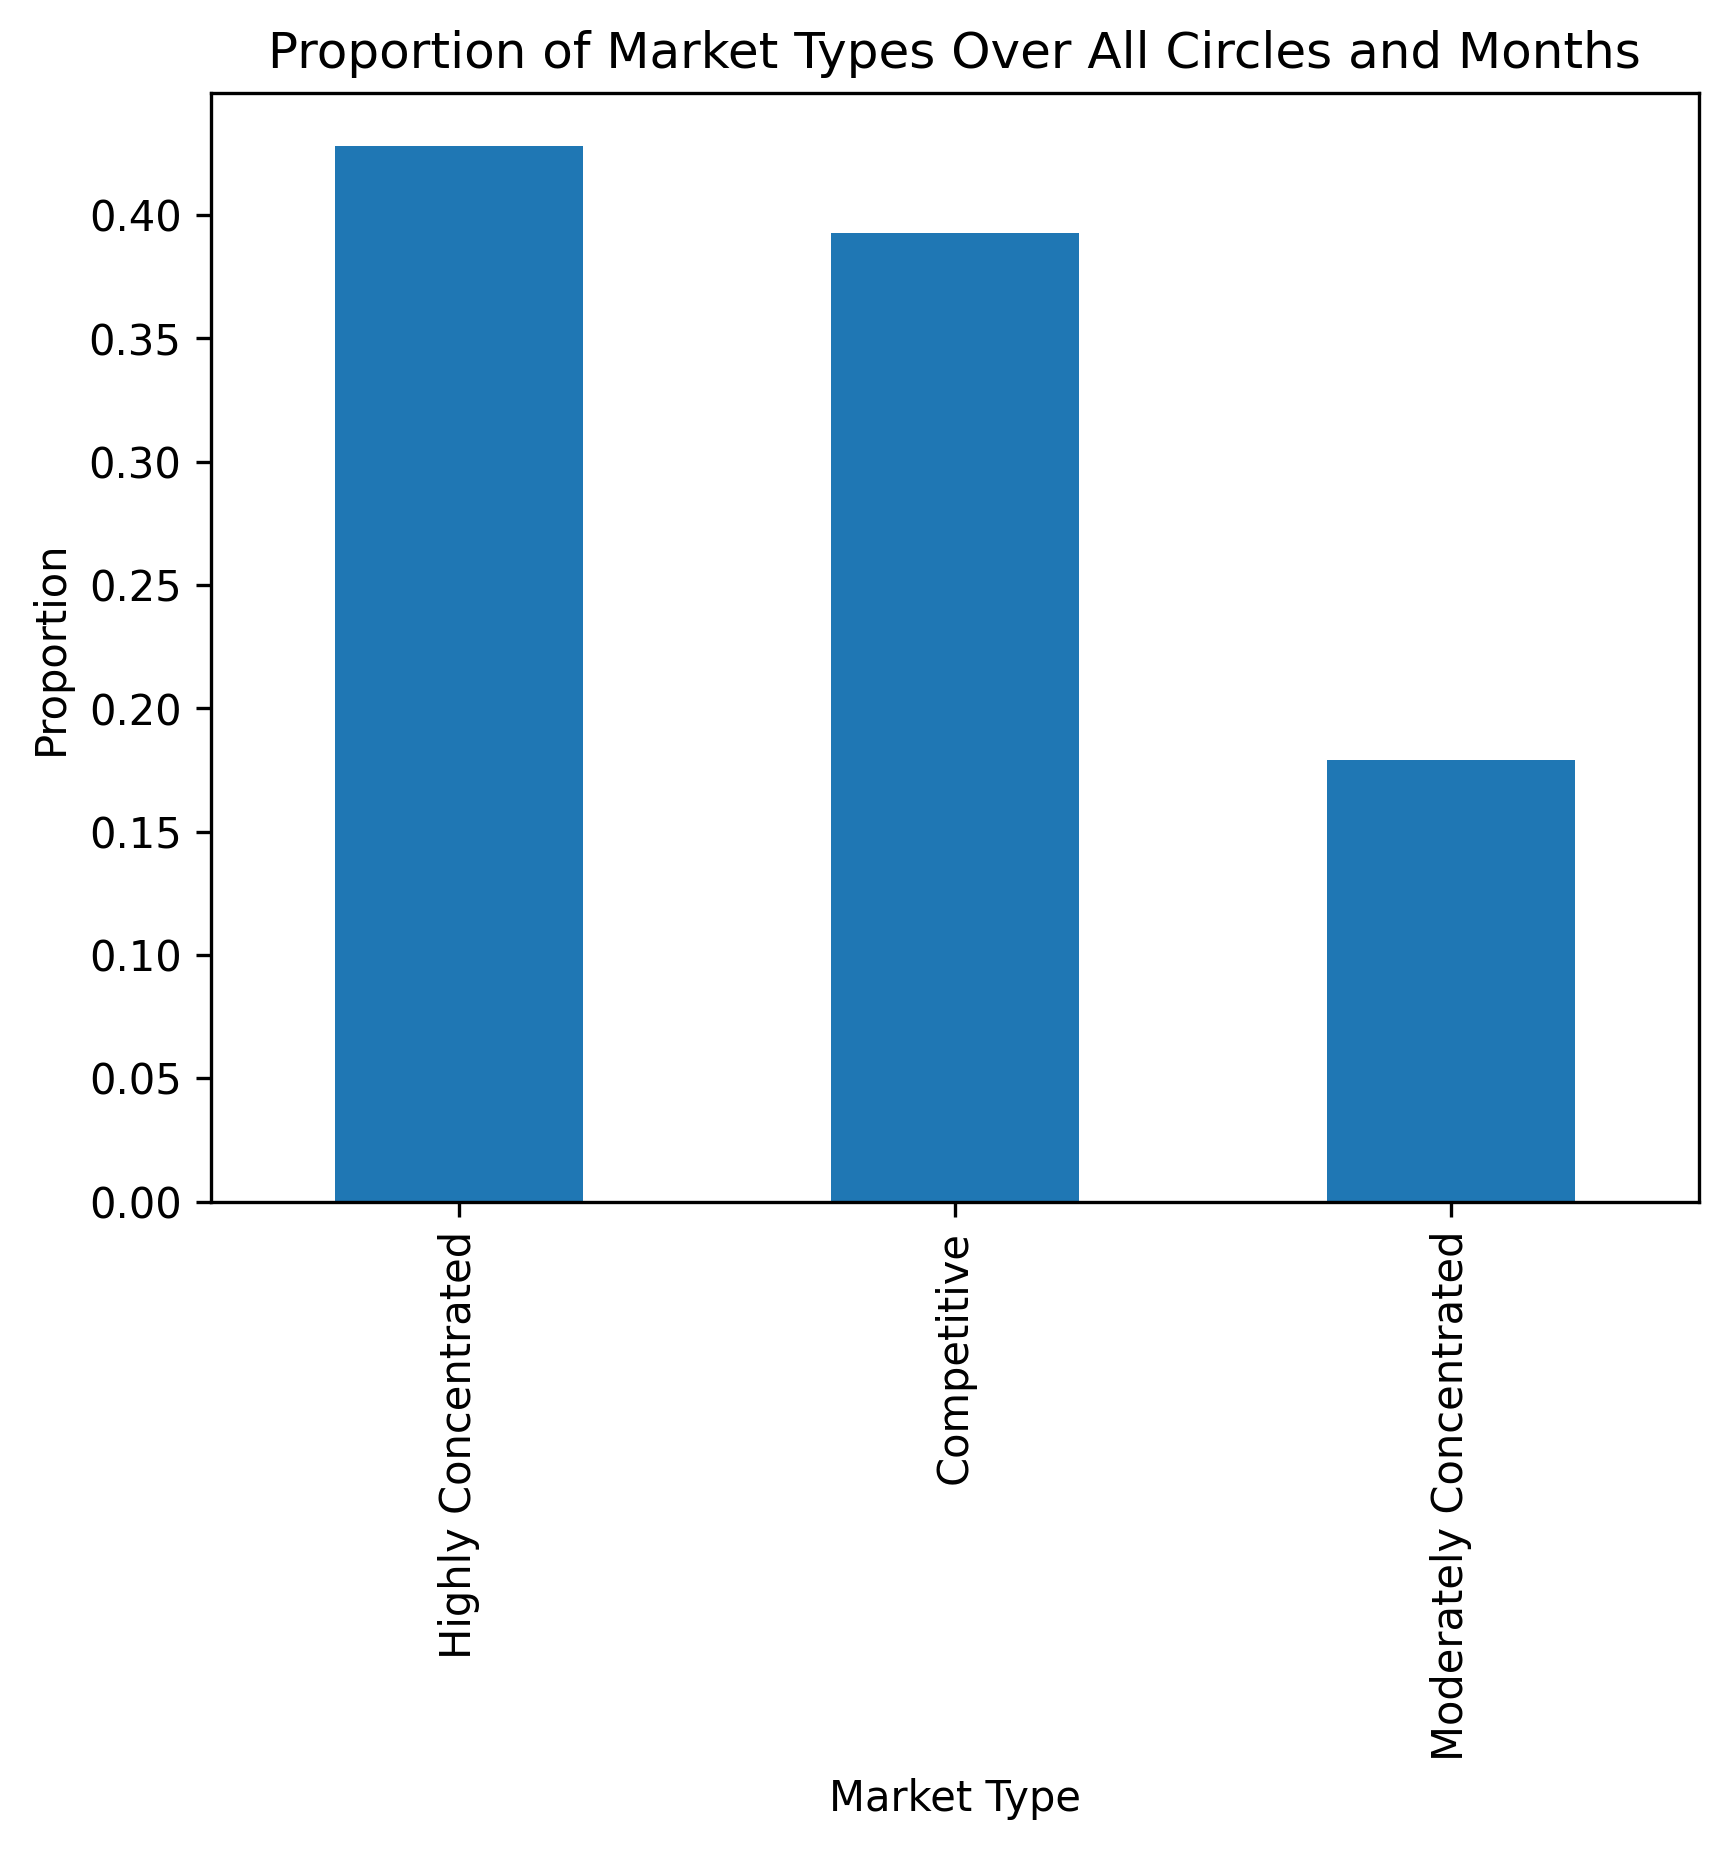 Proportion of Market Types Over All Circles and Months
Proportion
0.40
0.35
0.30
0.25
0.20
0.15
0.10
0.05
0.00
Highly Concentrated
Competitive
Moderately Concentrated
Market Type